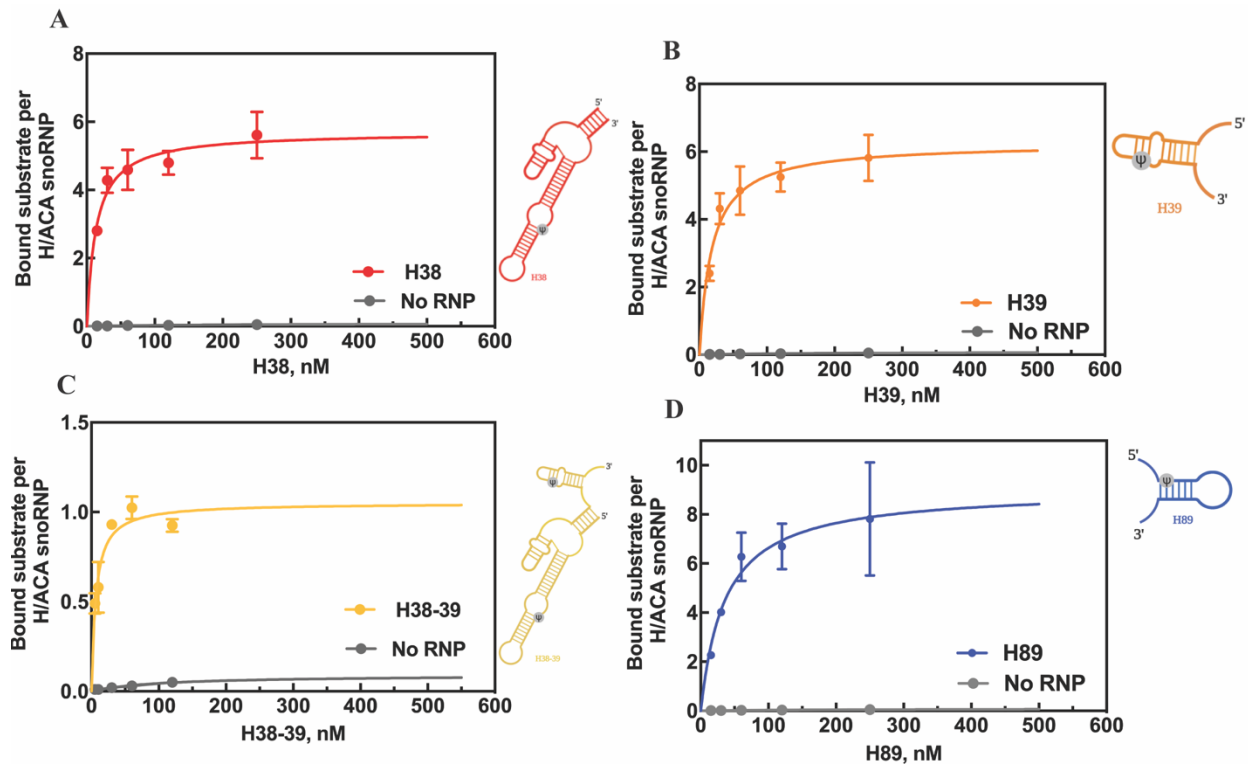 A
Bound substrate per
H/ACA snoRNP
8
6
4
2
0
0 100 200 300 400 500 600
H38, nM
H38
No RNP
5'
3'
Ψ
H38
B
Bound substrate per
H/ACA snoRNP
8
6
4
2
0
0 100 200 300 400 500 600
H39, nM
H39
No RNP
5'
Ψ
H39
3'
C
Bound substrate per
H/ACA snoRNP
1.5
1.0
0.5
0.0
0 100 200 300 400 500 600
H38-39, nM
H38-39
No RNP
3'
Ψ
5'
Ψ
H38-39
D
Bound substrate per
H/ACA snoRNP
10
8
6
4
2
0
0 100 200 300 400 500 600
H89, nM
H89
No RNP
5'
Ψ
H89
3'